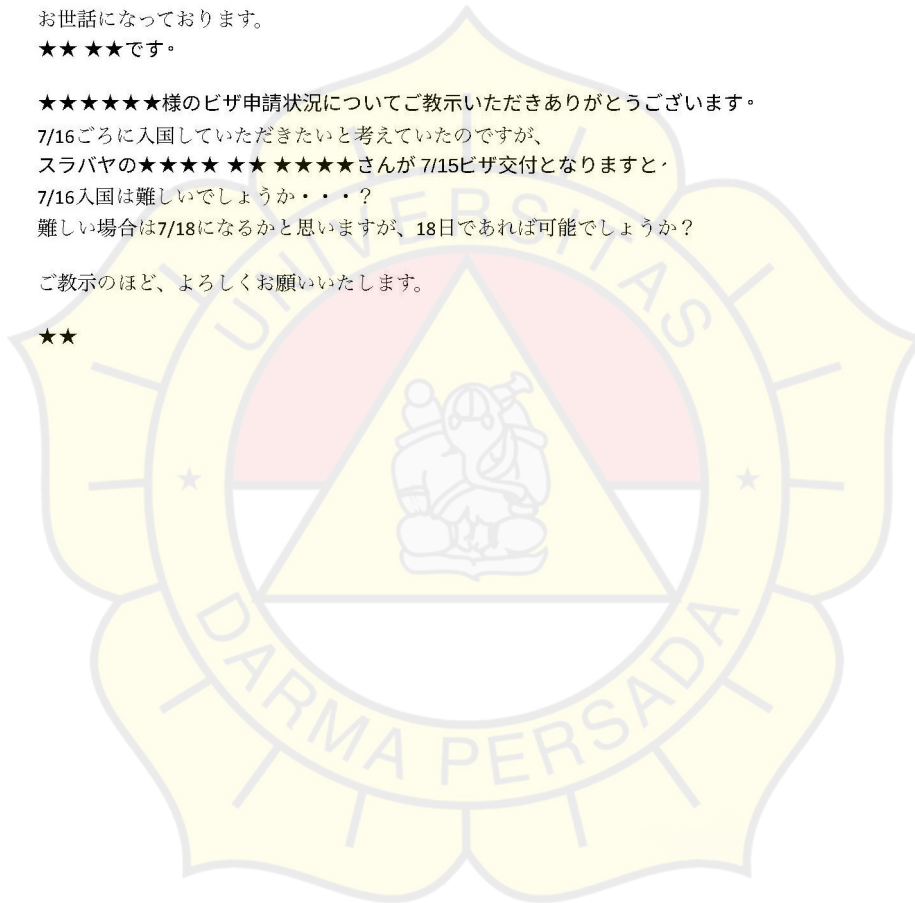 お世話になっております。
★★ ★★です。
★★★★★★様のビザ申請状況についてご教示いただきありがとうございます。
7/16ごろに入国していただきたいと考えていたのですが、
スラバヤの★★★★ ★★ ★★★★さんが 7/15ビザ交付となりますと、
7/16入国は難しいでしょうか・・・？
難しい場合は7/18になるかと思いますが、18日であれば可能でしょうか？
ご教示のほど、よろしくお願いいたします。
★★
UNIVERSITAS
DARMA PERSADA